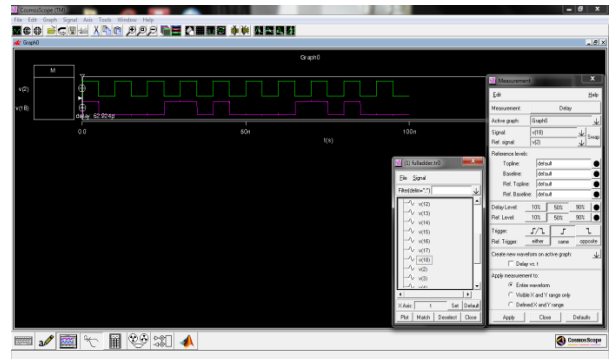 CosmosScope (TM)
File Edit Graph Signal Axis Tools Window Help
Graph0
Graph0
M
v(2)
v(18)
delay 62.924p
0.0 60n 100n
t(s)
(1) fulladder.tr0
File Signal
v(12)
v(13)
v(14)
v(15)
v(16)
v(17)
v(18)
v(2)
v(3)
X Axis: t Set Default
Plot Match Deselect Close
Measurement
Edit Help
Measurement: Delay
Active graph: Graph0
Signal: v(18)
Swap
Ref. signal: v(2)
Reference levels:
Topline: default
Baseline: default
Ref. Topline: default
Ref. Baseline: default
Delay Level: 10% 50% 90%
Ref. Level: 10% 50% 90%
Trigger:
Ref. Trigger: either same opposite
Create new waveform on active graph:
Delay vs. t
Apply measurement to:
Entire waveform
Visible X and Y range only
Defined X and Y range
Apply Close Defaults
CosmosScope